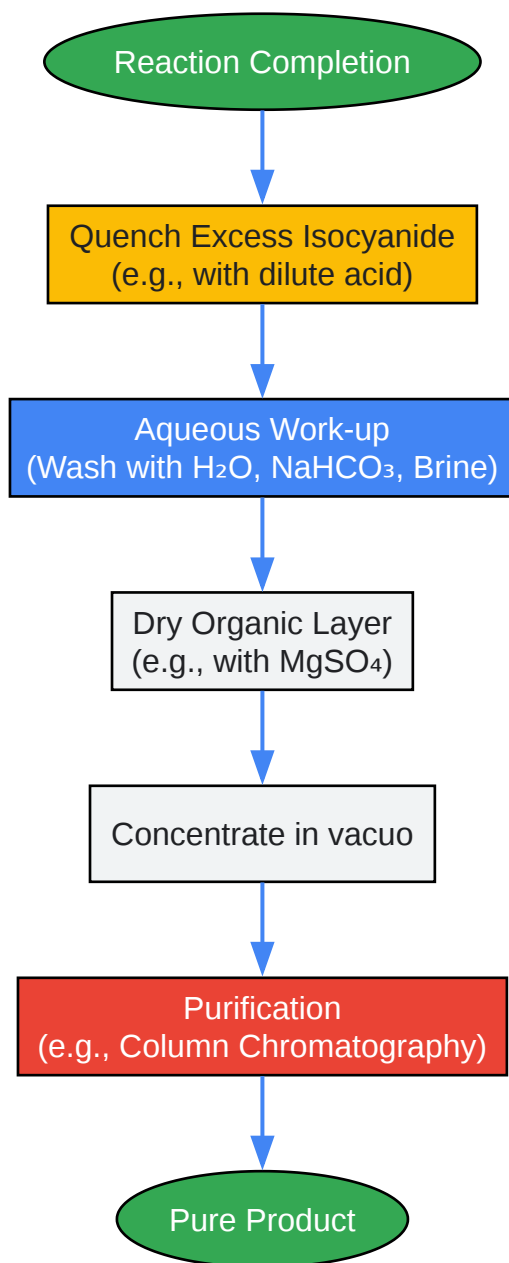 Reaction Completion
Quench Excess Isocyanide
(e.g., with dilute acid)
Aqueous Work-up
(Wash with H₂O, NaHCO₃, Brine)
Dry Organic Layer
(e.g., with MgSO₄)
Concentrate in vacuo
Purification
(e.g., Column Chromatography)
Pure Product